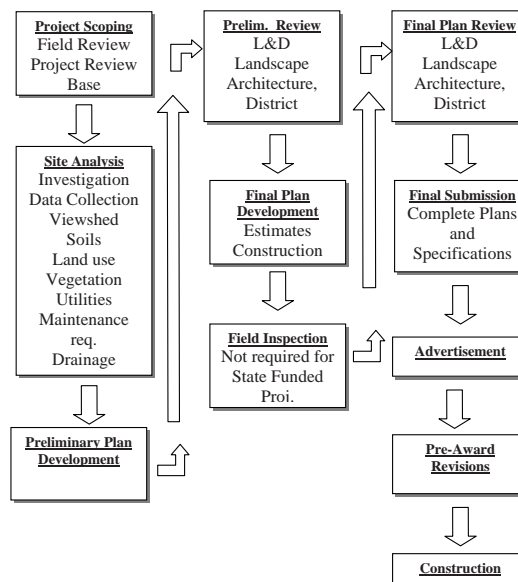 Project Scoping
Field Review
Project Review
Base
Site Analysis
Investigation
Data Collection
Viewshed
Soils
Land use
Vegetation
Utilities
Maintenance
req.
Drainage
Preliminary Plan
Development
Prelim. Review
L&D
Landscape
Architecture,
District
Final Plan
Development
Estimates
Construction
Field Inspection
Not required for
State Funded
Proj.
Final Plan Review
L&D
Landscape
Architecture,
District
Final Submission
Complete Plans
and
Specifications
Advertisement
Pre-Award
Revisions
Construction